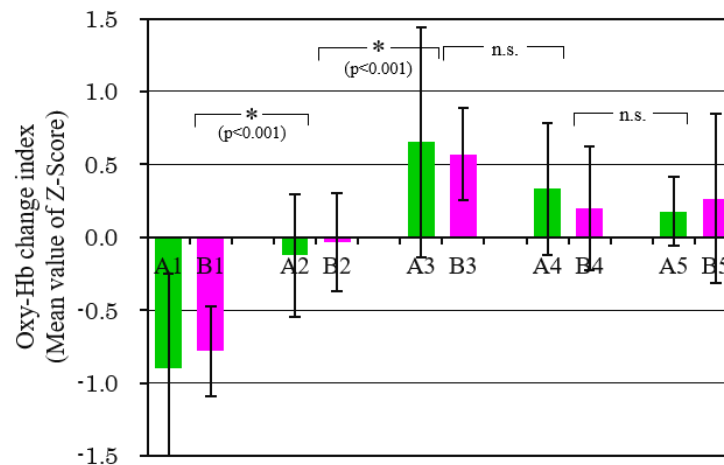 Oxy-Hb change index
(Mean value of Z-Score)
1.5
1.0
0.5
0.0
-0.5
-1.0
-1.5
*
(p<0.001)
*
(p<0.001)
n.s.
n.s.
A1 B1 A2 B2 A3 B3 A4 B4 A5 B5